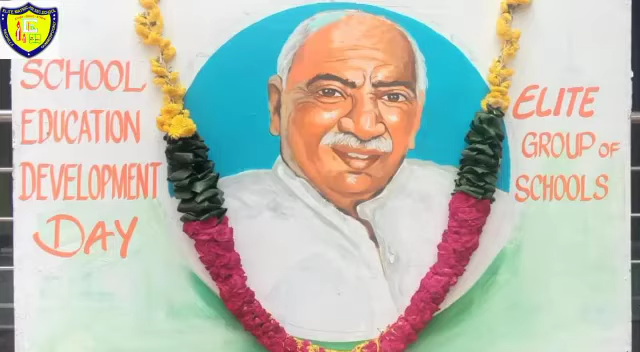 SCHOOL
EDUCATION
DEVELOPMENT
DAY
ELITE
GROUP OF
SCHOOLS